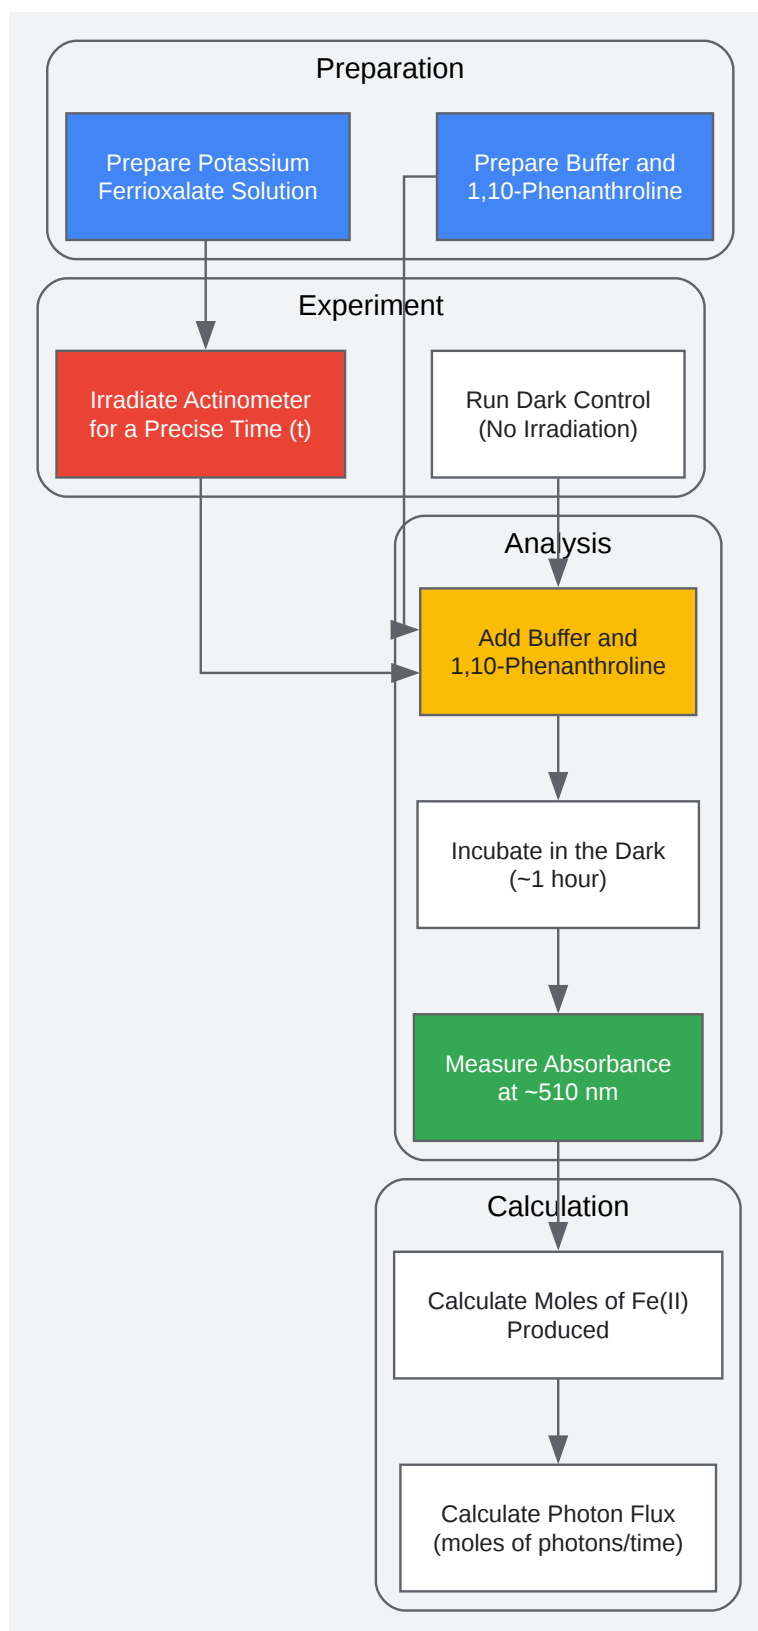 Preparation
Prepare Potassium
Ferrioxalate Solution
Prepare Buffer and
1,10-Phenanthroline
Experiment
Irradiate Actinometer
for a Precise Time (t)
Run Dark Control
(No Irradiation)
Analysis
Add Buffer and
1,10-Phenanthroline
Incubate in the Dark
(~1 hour)
Measure Absorbance
at ~510 nm
Calculation
Calculate Moles of Fe(II)
Produced
Calculate Photon Flux
(moles of photons/time)